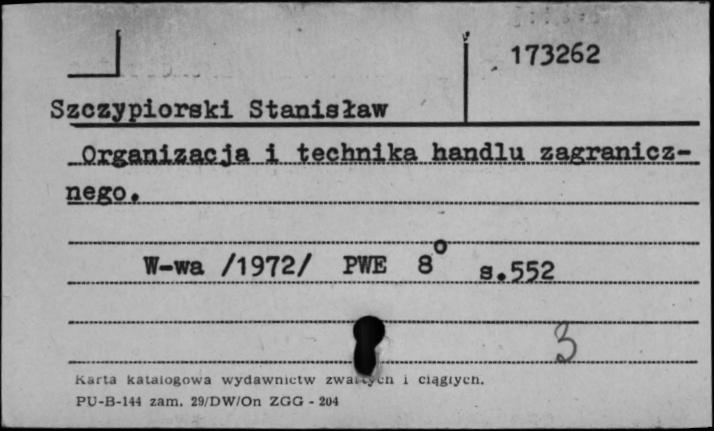 173262
Szczypiorski Stanisław
Organizacja i technika handlu zagranicz-
nego.
W-wa /1972/ PWE 8° s.552
3
Karta katalogowa wydawnictw zwartych i ciągłych.
PU-B-144 zam. 29/DW/On ZGG - 204